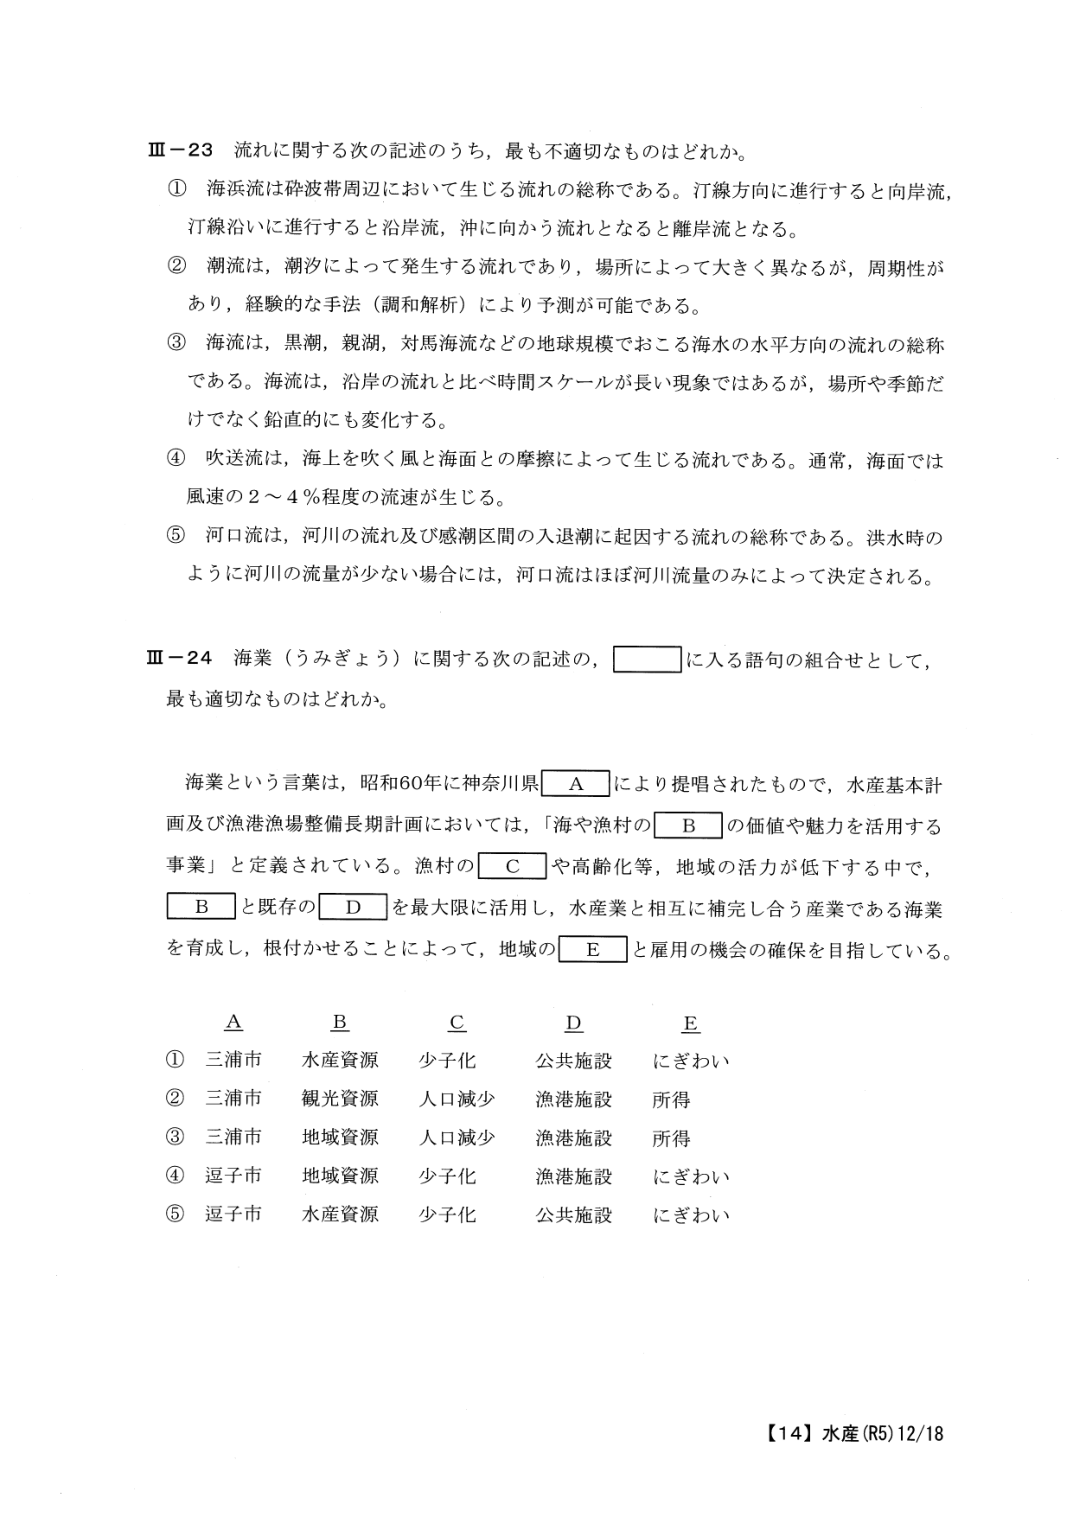 Ⅲ－23　流れに関する次の記述のうち，最も不適切なものはどれか。
①　海浜流は砕波帯周辺において生じる流れの総称である。汀線方向に進行すると向岸流，
汀線沿いに進行すると沿岸流，沖に向かう流れとなると離岸流となる。
②　潮流は，潮汐によって発生する流れであり，場所によって大きく異なるが，周期性が
あり，経験的な手法（調和解析）により予測が可能である。
③　海流は，黒潮，親湖，対馬海流などの地球規模でおこる海水の水平方向の流れの総称
である。海流は，沿岸の流れと比べ時間スケールが長い現象ではあるが，場所や季節だ
けでなく鉛直的にも変化する。
④　吹送流は，海上を吹く風と海面との摩擦によって生じる流れである。通常，海面では
風速の２～４％程度の流速が生じる。
⑤　河口流は，河川の流れ及び感潮区間の入退潮に起因する流れの総称である。洪水時の
ように河川の流量が少ない場合には，河口流はほぼ河川流量のみによって決定される。
Ⅲ－24　海業（うみぎょう）に関する次の記述の，　　　に入る語句の組合せとして，
最も適切なものはどれか。
海業という言葉は，昭和60年に神奈川県 A により提唱されたもので，水産基本計
画及び漁港漁場整備長期計画においては，「海や漁村の B の価値や魅力を活用する
事業」と定義されている。漁村の C や高齢化等，地域の活力が低下する中で，
B と既存の D を最大限に活用し，水産業と相互に補完し合う産業である海業
を育成し，根付かせることによって，地域の E と雇用の機会の確保を目指している。
A　B　C　D　E
①　三浦市　水産資源　少子化　公共施設　にぎわい
②　三浦市　観光資源　人口減少　漁港施設　所得
③　三浦市　地域資源　人口減少　漁港施設　所得
④　逗子市　地域資源　少子化　漁港施設　にぎわい
⑤　逗子市　水産資源　少子化　公共施設　にぎわい
【14】水産(R5)12/18